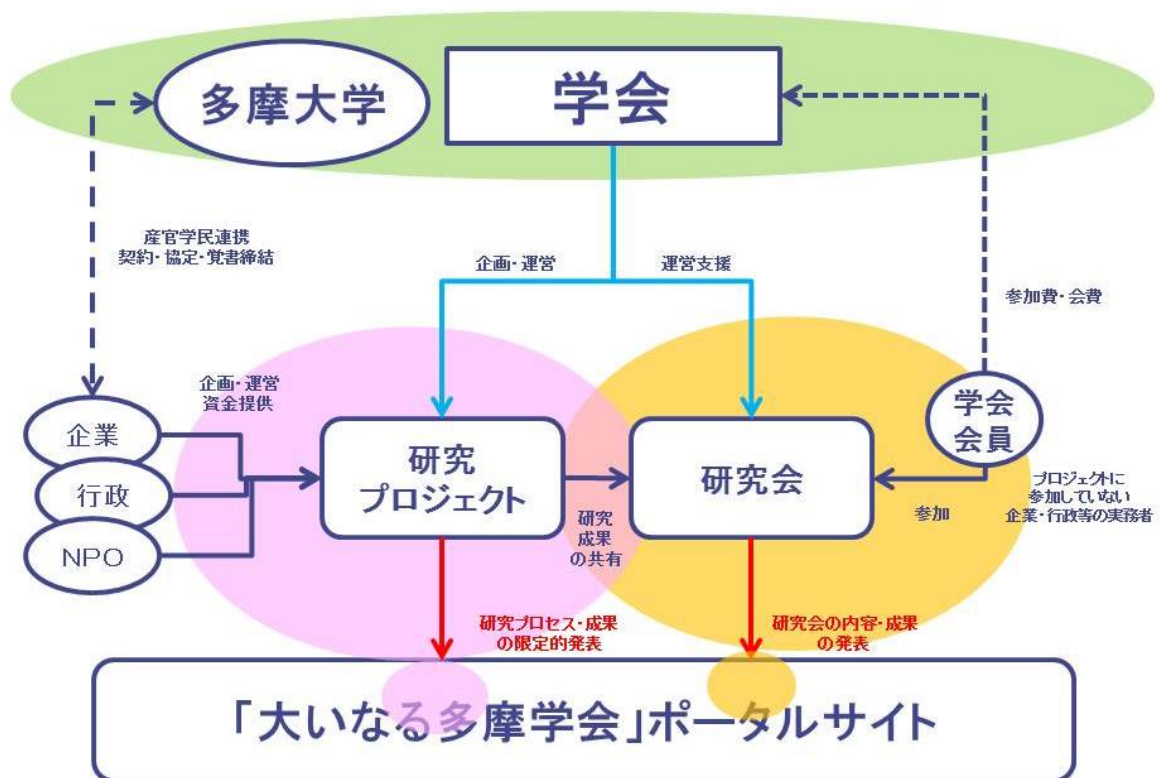 多摩大学
学会
産官学民連携
契約・協定・覚書締結
企画・運営
運営支援
参加費・会費
企画・運営
資金提供
企業
行政
NPO
研究
プロジェクト
研究会
学会
会員
研究
成果
の共有
参加
プロジェクトに
参加していない
企業・行政等の実務者
研究プロセス・成果
の限定的発表
研究会の内容・成果
の発表
「大いなる多摩学会」ポータルサイト